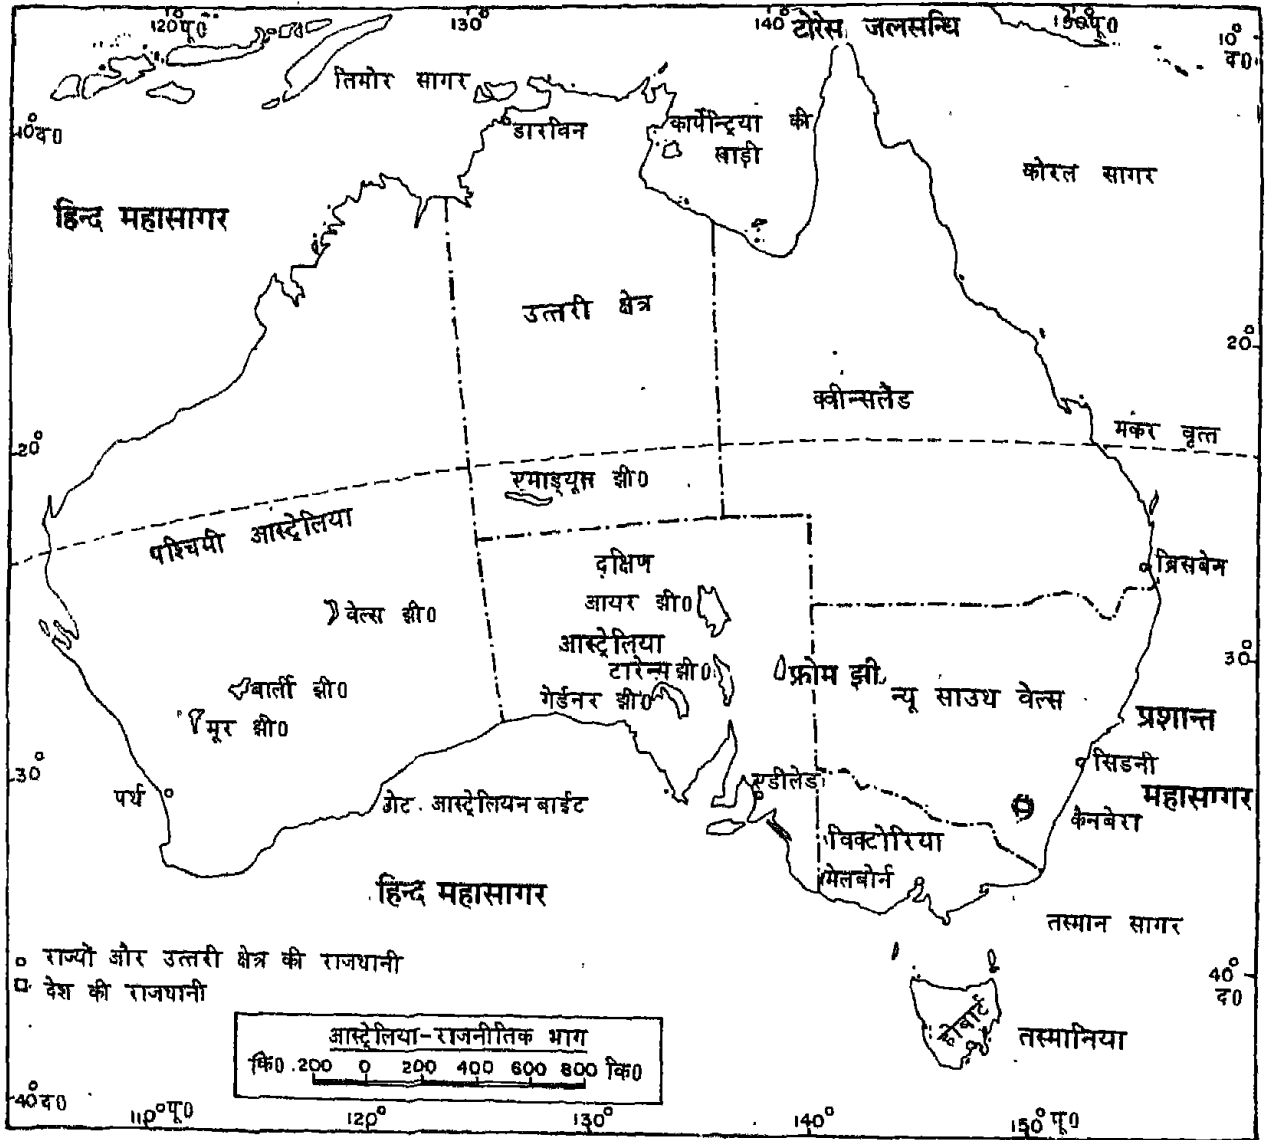 120° पू0
130°
140°
टोरेस जलसन्धि
150° पू0
10° द0
तिमोर सागर
10° द0
डारविन
कार्पेन्ट्रिया की
खाड़ी
कोरल सागर
हिन्द महासागर
उत्तरी क्षेत्र
20°
क्वीन्सलैंड
मकर वृत्त
20°
एमाड्यूस झी0
पश्चिमी आस्ट्रेलिया
दक्षिण
ब्रिसबेन
वेल्स झी0
आयर झी0
आस्ट्रेलिया
30°
टारेन्स झी0
फ्रोम झी.
बार्ली झी0
गेर्डनर झी0
न्यू साउथ वेल्स
मूर झी0
प्रशान्त
30°
सिडनी
पर्थ
एडीलेड
ग्रेट आस्ट्रेलियन बाईट
महासागर
कैनबेरा
विक्टोरिया
मेलबोर्न
हिन्द महासागर
तस्मान सागर
राज्यों और उत्तरी क्षेत्र की राजधानी
40° द0
देश की राजधानी
होबार्ट
आस्ट्रेलिया-राजनीतिक भाग
तस्मानिया
कि0 200 0 200 400 600 800 कि0
40° द0
110° पू0
120°
130°
140°
150° पू0